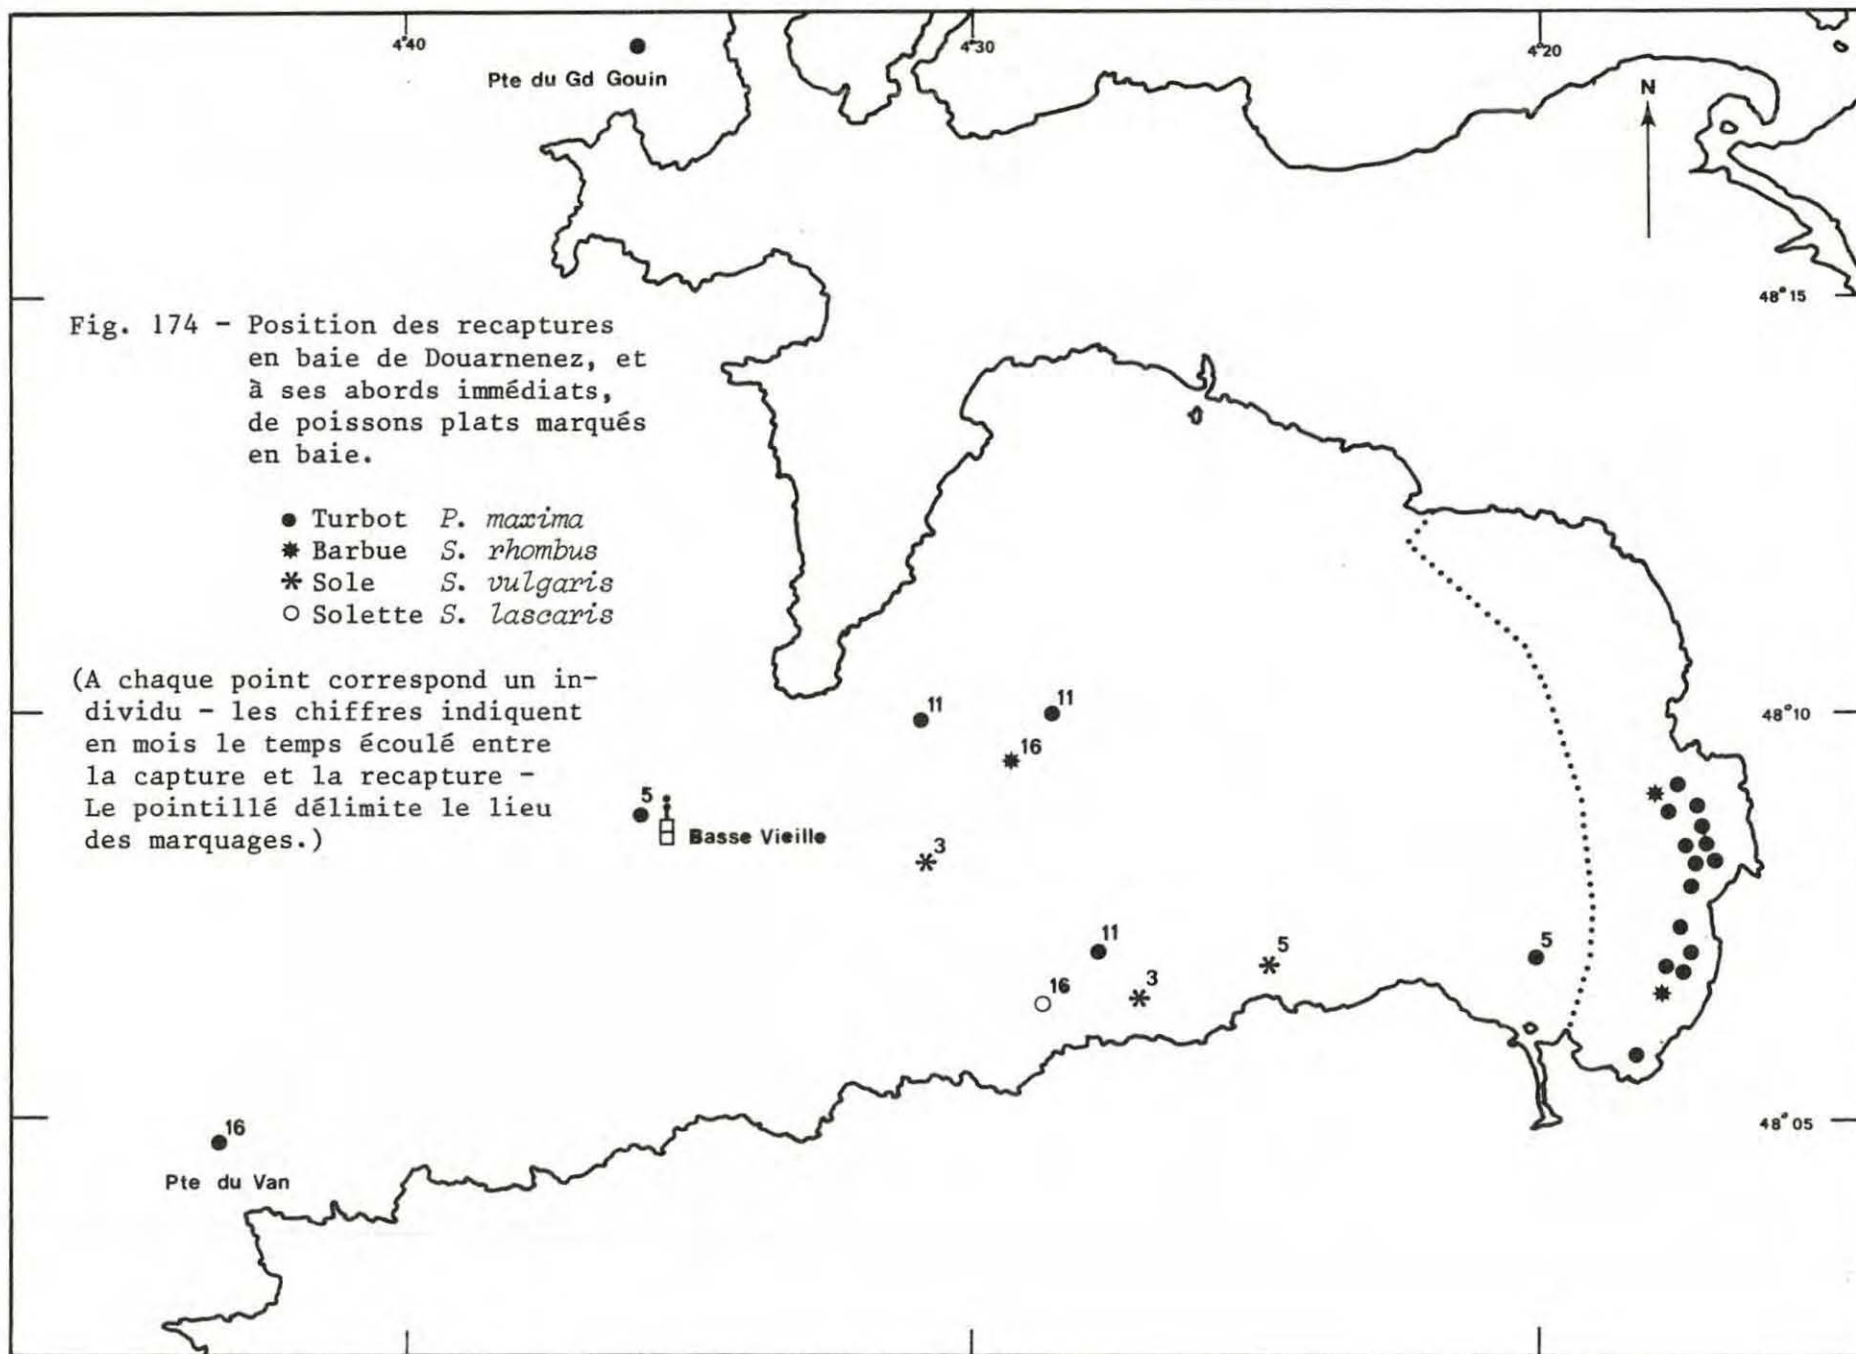 4°40
4°30
4°20
Pte du Gd Gouin
N
48°15
Fig. 174 - Position des recaptures
en baie de Douarnenez, et
à ses abords immédiats,
de poissons plats marqués
en baie.
Turbot P. maxima
Barbue S. rhombus
Sole S. vulgaris
Solette S. lascaris
(A chaque point correspond un in-
dividu - les chiffres indiquent
en mois le temps écoulé entre
la capture et la recapture -
Le pointillé délimite le lieu
des marquages.)
11
11
48°10
16
5
Basse Vieille
3
11
5
5
16
3
48°05
16
Pte du Van